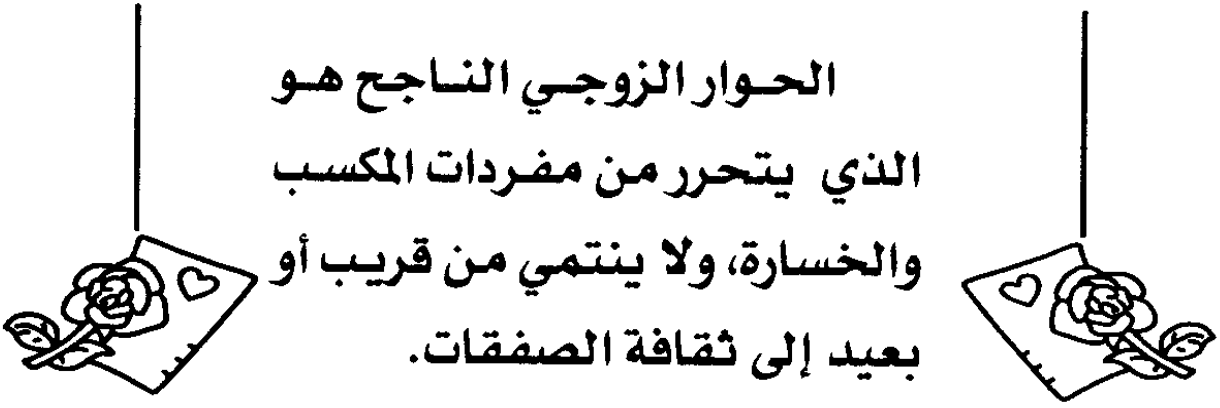 الحوار الزوجي الناجح هو
الذي يتحرر من مفردات المكسب
والخسارة، ولا ينتمي من قريب أو
بعيد إلى ثقافة الصفقات.